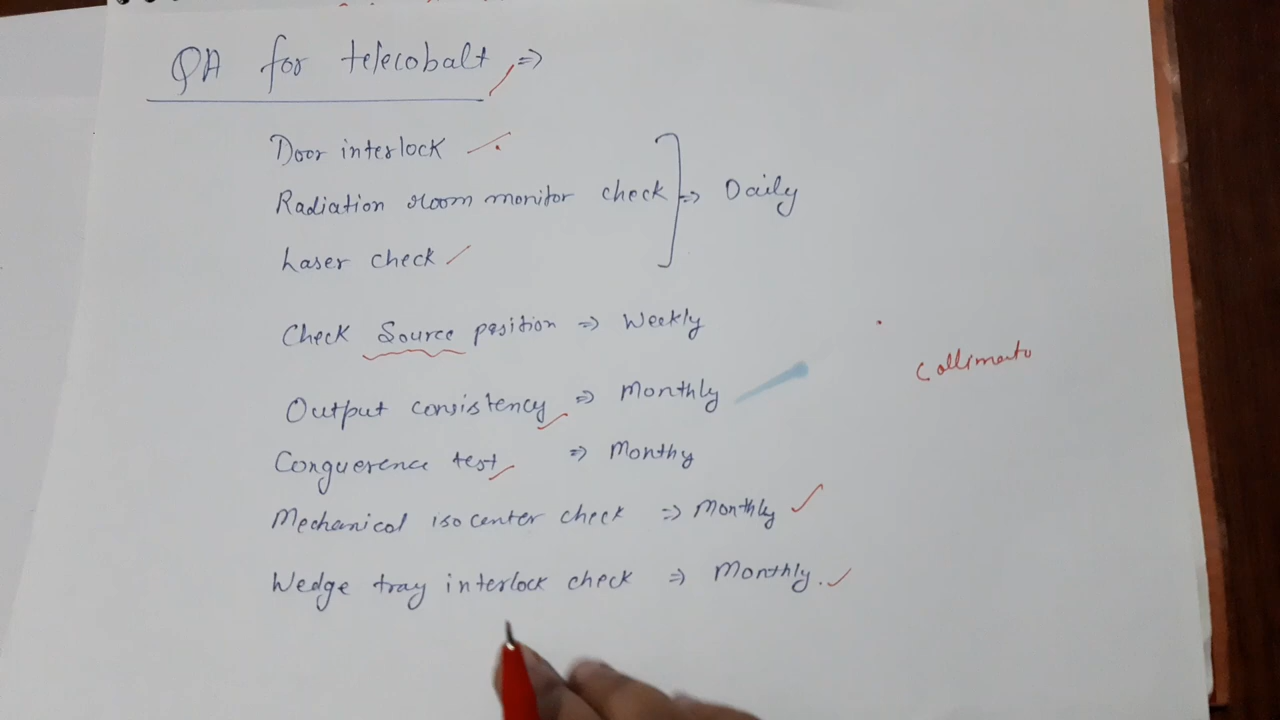 QA for telecobalt =>
Door interlock
Radiation room monitor check => Daily
Laser check
Check Source position => Weekly
Output consistency => Monthly
Collimato
Conguerence test => Monthy
Mechanical isocenter check => Monthly
Wedge tray interlock check => Monthly.